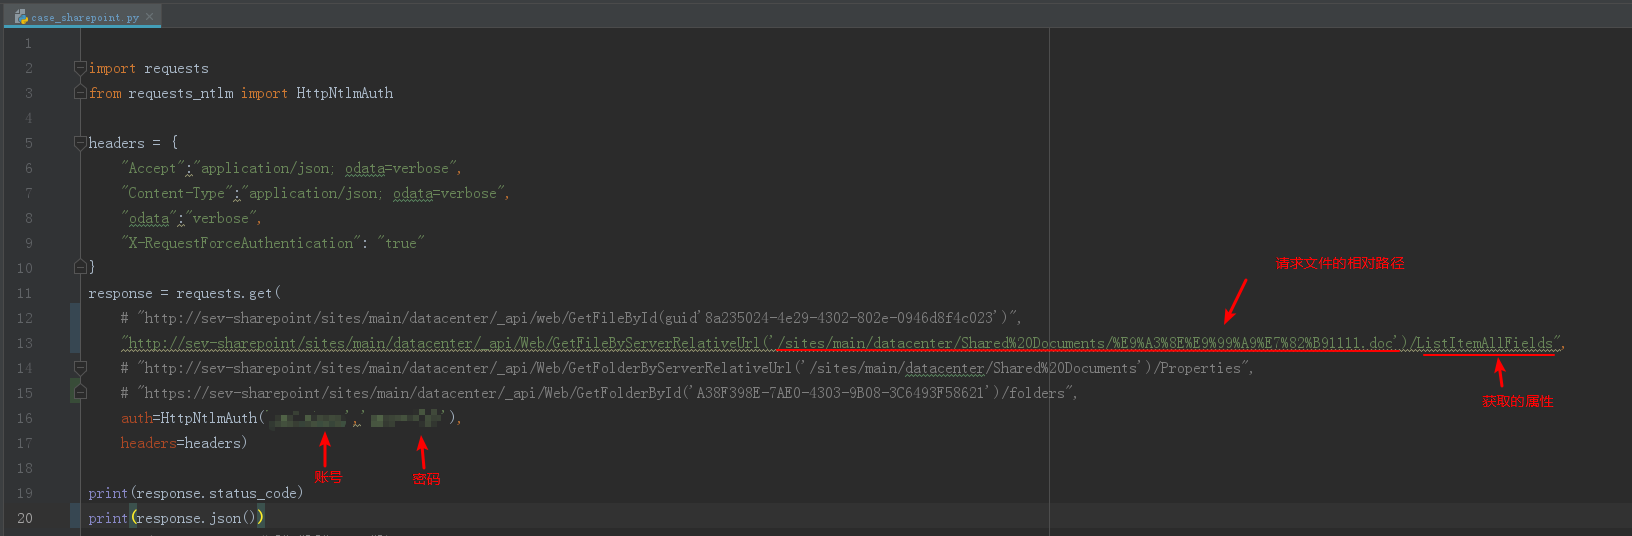 case_sharepoint.py
1
2 import requests
3 from requests_ntlm import HttpNtlmAuth
4
5 headers = {
6 "Accept":"application/json; odata=verbose",
7 "Content-Type":"application/json; odata=verbose",
8 "odata":"verbose",
9 "X-RequestForceAuthentication": "true"
10 }
请求文件的相对路径
11 response = requests.get(
12 # "http://sev-sharepoint/sites/main/datacenter/_api/web/GetFileById(guid'8a235024-4e29-4302-802e-0946d8f4c023')",
13 "http://sev-sharepoint/sites/main/datacenter/_api/Web/GetFileByServerRelativeUrl('/sites/main/datacenter/Shared%20Documents/%E9%A3%8E%E9%99%A9%E7%82%B91111.doc')/ListItemAllFields",
14 # "http://sev-sharepoint/sites/main/datacenter/_api/Web/GetFolderByServerRelativeUrl('/sites/main/datacenter/Shared%20Documents')/Properties",
15 # "https://sev-sharepoint/sites/main/datacenter/_api/Web/GetFolderById('A38F398E-7AE0-4303-9B08-3C6493F58621')/folders",
获取的属性
16 auth=HttpNtlmAuth('',''),
17 headers=headers)
账号 密码
18
19 print(response.status_code)
20 print(response.json())